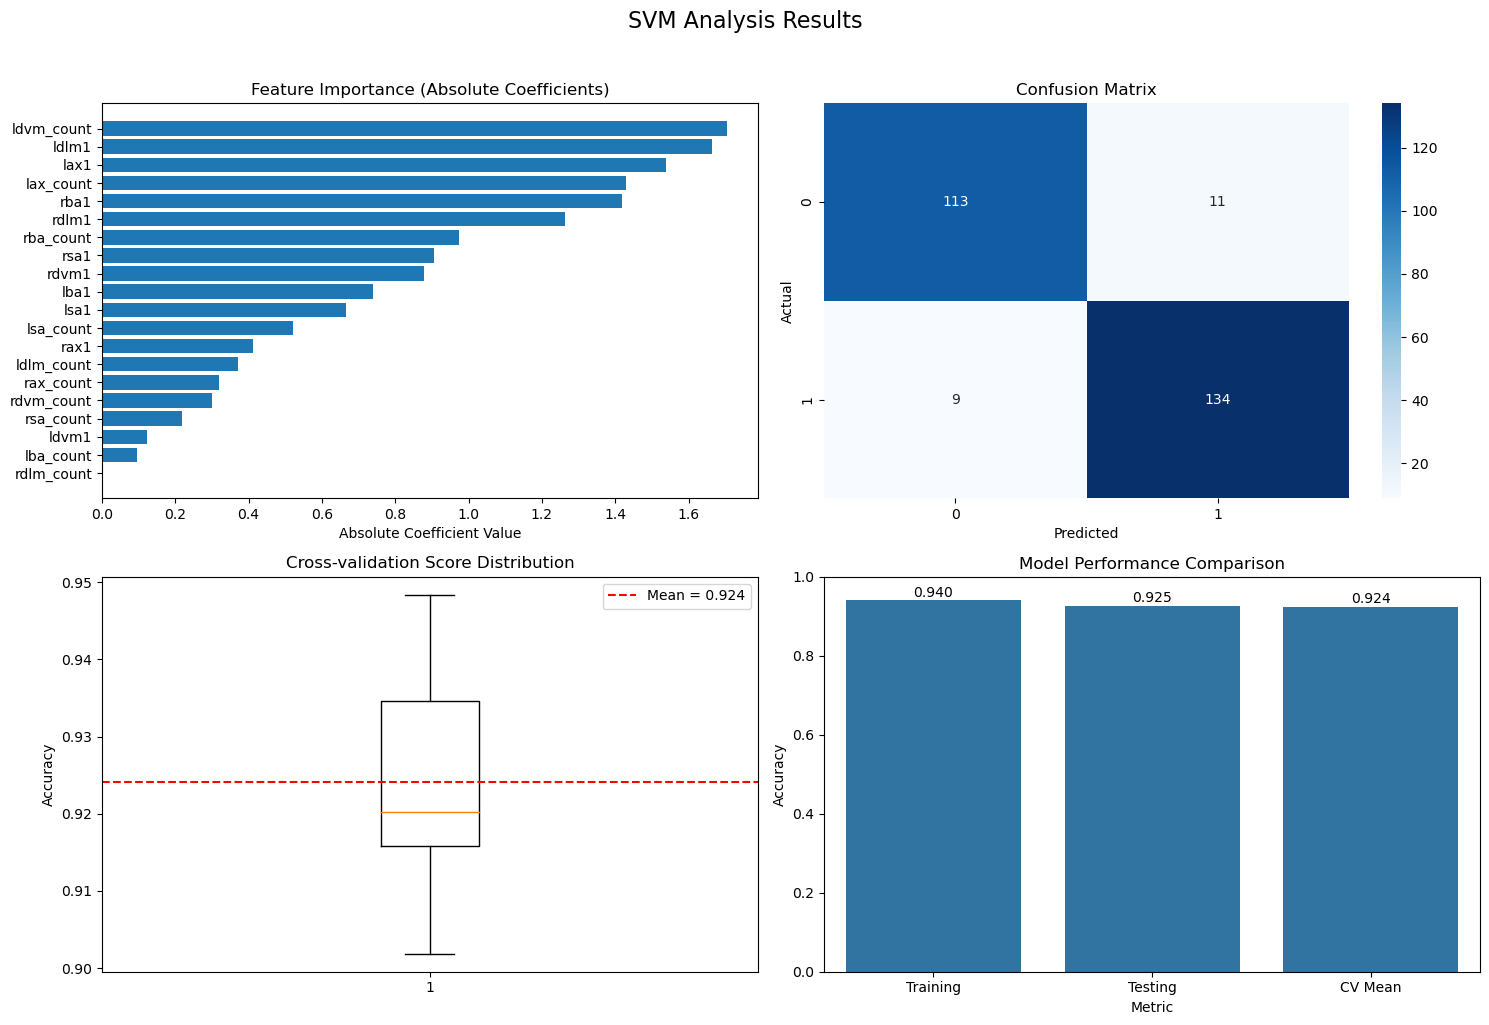 SVM Analysis Results
Feature Importance (Absolute Coefficients)
ldvm_count
ldlm1
lax1
lax_count
rba1
rdlm1
rba_count
rsa1
rdvm1
lba1
lsa1
lsa_count
rax1
ldlm_count
rax_count
rdvm_count
rsa_count
ldvm1
lba_count
rdlm_count
0.0 0.2 0.4 0.6 0.8 1.0 1.2 1.4 1.6
Absolute Coefficient Value
Confusion Matrix
Actual
0
1
113 11
9 134
0 1
Predicted
120
100
80
60
40
20
Cross-validation Score Distribution
Accuracy
0.95
0.94
0.93
0.92
0.91
0.90
Mean = 0.924
1
Model Performance Comparison
Accuracy
1.0
0.8
0.6
0.4
0.2
0.0
0.940 0.925 0.924
Training Testing CV Mean
Metric